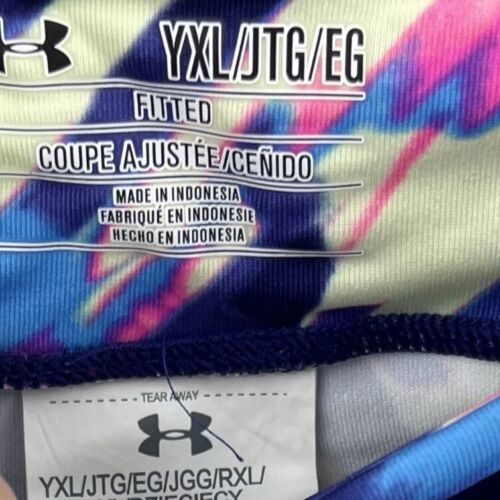 YXL/JTG/EG
FITTED
COUPE AJUSTÉE/CEÑIDO
MADE IN INDONESIA
FABRIQUÉ EN INDONESIE
HECHO EN INDONESIA
TEAR AWAY
YXL/JTG/EG/JGG/RXL/
DZIECIĘCY